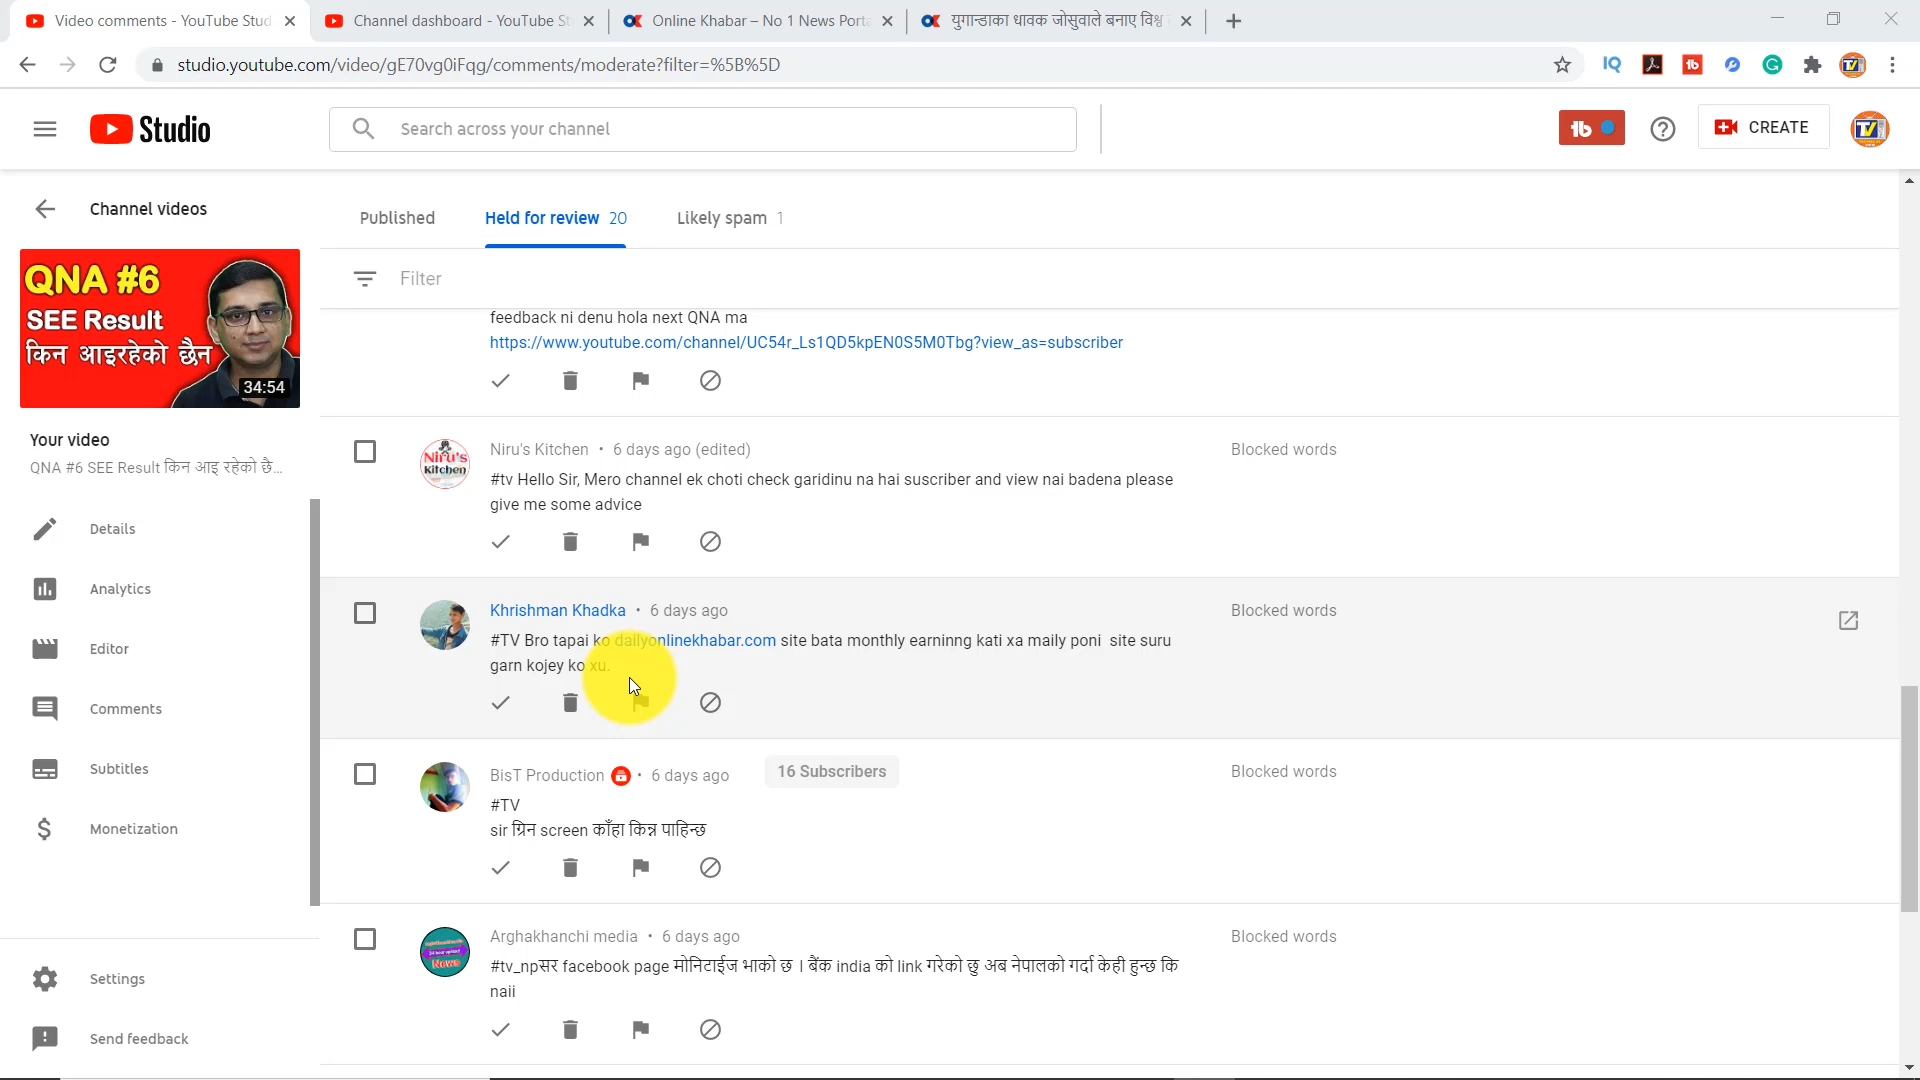 Video comments - YouTube Stud
Channel dashboard - YouTube St
Online Khabar – No 1 News Porta
युगान्डाका धावक जोसुवाले बनाए विश्व
studio.youtube.com/video/gE70vg0iFqg/comments/moderate?filter=%5B%5D
IQ
Studio
Search across your channel
CREATE
Channel videos
Published
Held for review 20
Likely spam 1
QNA #6
SEE Result
किन आइरहेको छैन
34:54
Filter
feedback ni denu hola next QNA ma
https://www.youtube.com/channel/UC54r_Ls1QD5kpEN0S5M0Tbg?view_as=subscriber
Your video
QNA #6 SEE Result किन आइ रहेको छै...
Details
Analytics
Editor
Comments
Subtitles
Monetization
Settings
Send feedback
Niru's Kitchen
Niru's Kitchen • 6 days ago (edited)
Blocked words
#tv Hello Sir, Mero channel ek choti check garidinu na hai suscriber and view nai badena please
give me some advice
Khrishman Khadka • 6 days ago
Blocked words
#TV Bro tapai ko dailyonlinekhabar.com site bata monthly earninng kati xa maily poni site suru
garn kojey ko xu.
BisT Production • 6 days ago
16 Subscribers
Blocked words
#TV
sir ग्रिन screen काँहा किन्न पाहिन्छ
News
Arghakhanchi media • 6 days ago
Blocked words
#tv_npसर facebook page मोनिटाईज भाको छ । बैंक india को link गरेको छु अब नेपालको गर्दा केही हुन्छ कि
naii